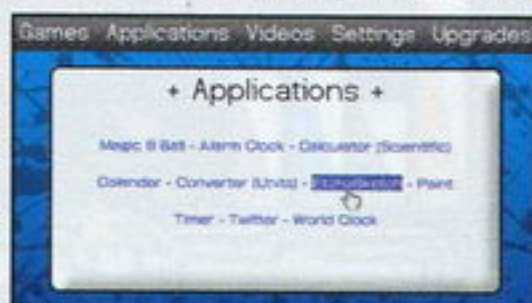 Games Applications Videos Settings Upgrades
+ Applications +
Magic 8 Ball - Alarm Clock - Calculator (Scientific)
Calendar - Converter (Units) - - Paint
Timer - Twitter - World Clock